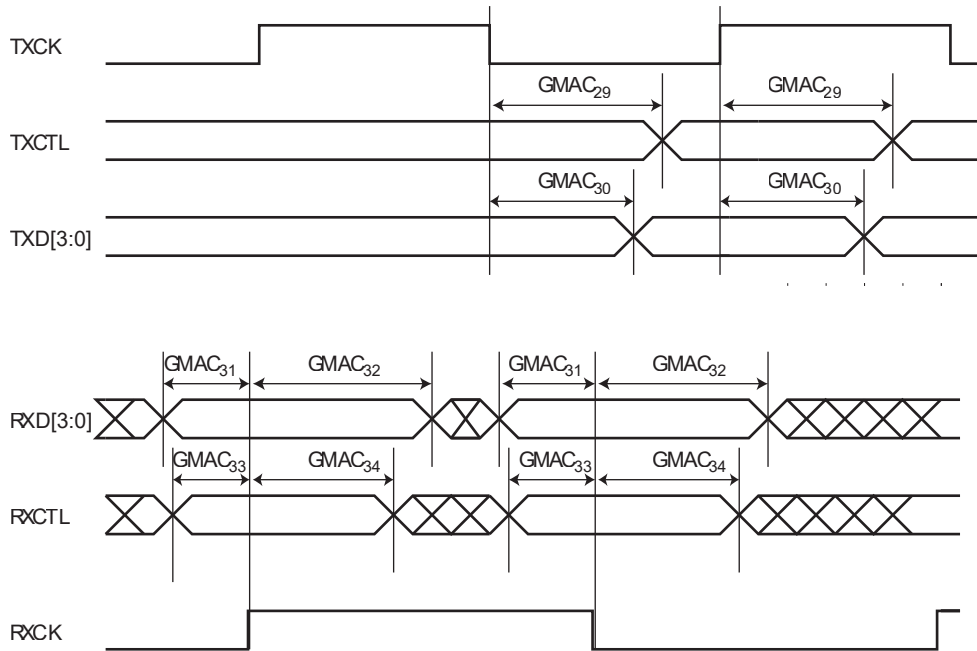 TXCK
GMAC29 GMAC29
TXCTL
GMAC30 GMAC30
TXD[3:0]
GMAC31 GMAC32 GMAC31 GMAC32
RXD[3:0]
GMAC33 GMAC34 GMAC33 GMAC34
RXCTL
RXCK